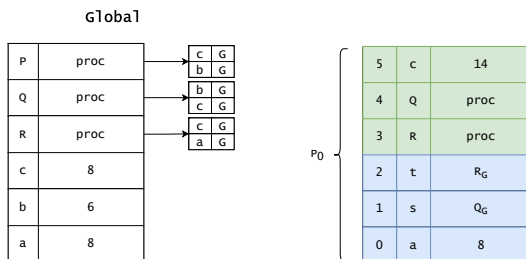 Global
P proc c G
b G
Q proc b G
c G
R proc c G
a G
c 8
b 6
a 8
P0
5 c 14
4 Q proc
3 R proc
2 t RG
1 s QG
0 a 8